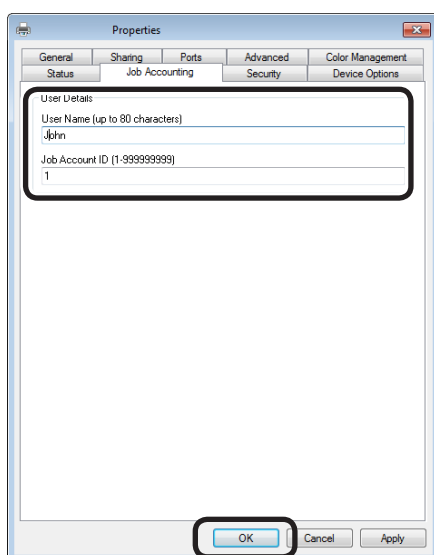 Properties
General Sharing Ports Advanced Color Management
Status Job Accounting Security Device Options
User Details
User Name (up to 80 characters)
John
Job Account ID (1-999999999)
1
OK Cancel Apply